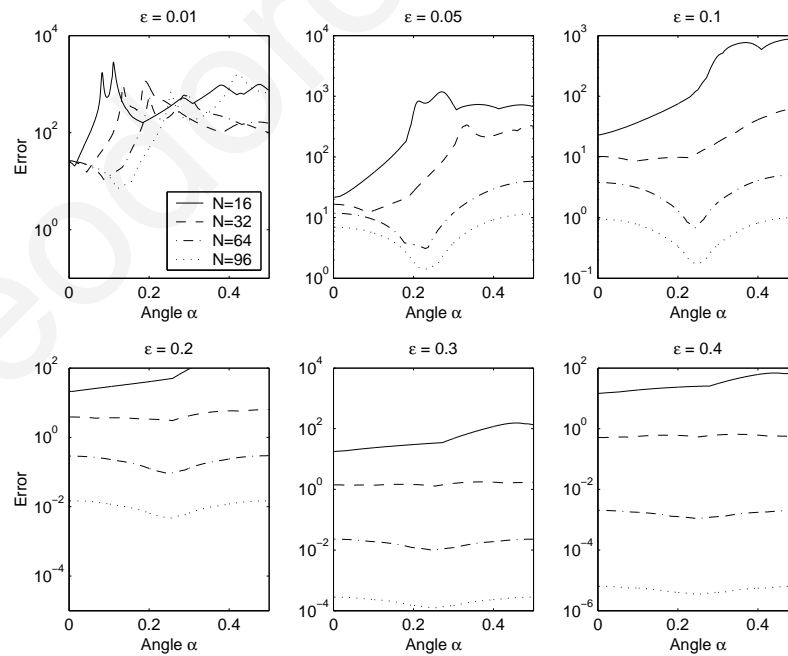 ε = 0.01
ε = 0.05
ε = 0.1
10^4
10^2
10^0
Error
0
0.2
0.4
Angle α
N=16
N=32
N=64
N=96
10^4
10^3
10^2
10^1
10^0
0
0.2
0.4
Angle α
10^3
10^2
10^1
10^0
10^−1
0
0.2
0.4
Angle α
ε = 0.2
ε = 0.3
ε = 0.4
10^2
10^0
10^−2
10^−4
Error
0
0.2
0.4
Angle α
10^4
10^2
10^0
10^−2
10^−4
0
0.2
0.4
Angle α
10^2
10^0
10^−2
10^−4
10^−6
0
0.2
0.4
Angle α
eodoro